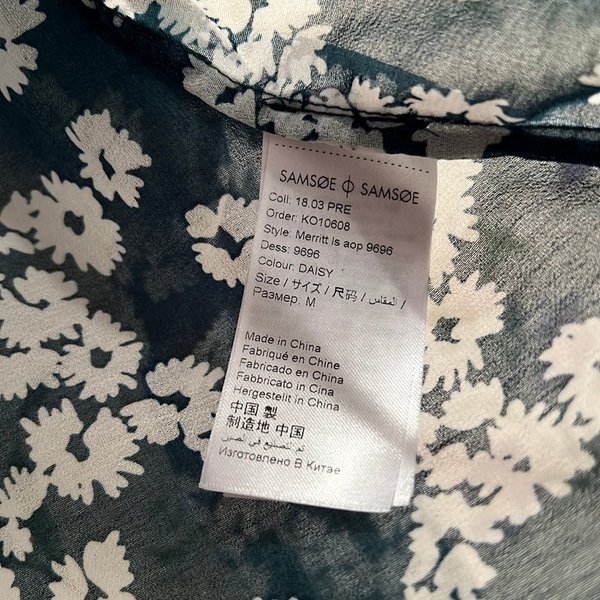 SAMSØE ϕ SAMSØE
Coll: 18.03 PRE
Order: KO10608
Style: Merritt ls aop 9696
Dess: 9696
Colour: DAISY
Size / サイズ / 尺码 / المقاس /
Размер: M
Made in China
Fabriqué en Chine
Fabricado en China
Fabbricato in Cina
Hergestellt in China
中国 製
制造地 中国
تم التصنيع في الصين
Изготовлено В Китае